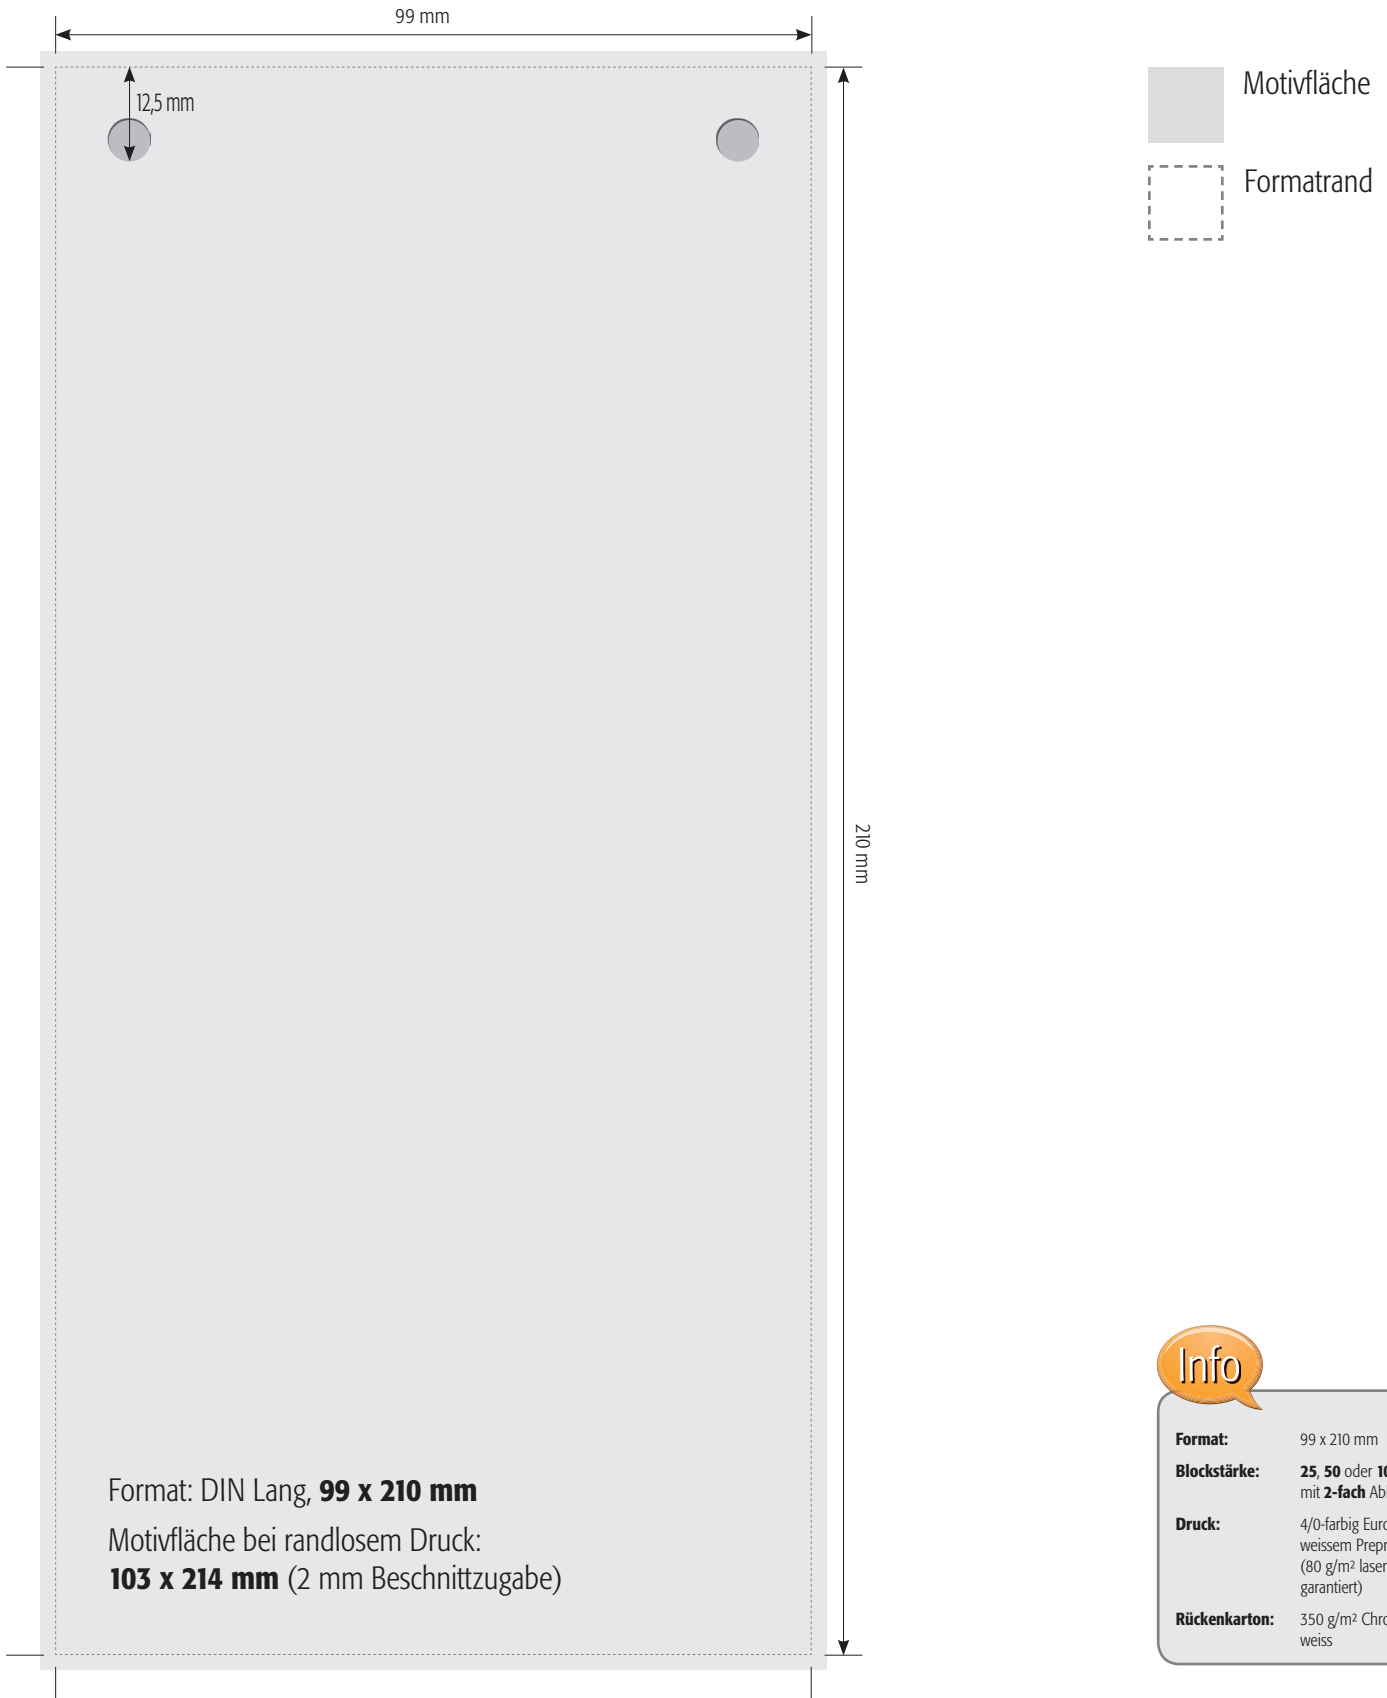 99 mm
12,5 mm
Motivfläche
Formatrand
210 mm
Format: DIN Lang, 99 x 210 mm
Motivfläche bei randlosem Druck:
103 x 214 mm (2 mm Beschnittzugabe)
Info
Format: 99 x 210 mm
Blockstärke: 25, 50 oder
mit 2-fach
Druck: 4/0-farbig
weissem
(80 g/m²
garantiert)
Rückenkarton: 350 g/m²
weiss